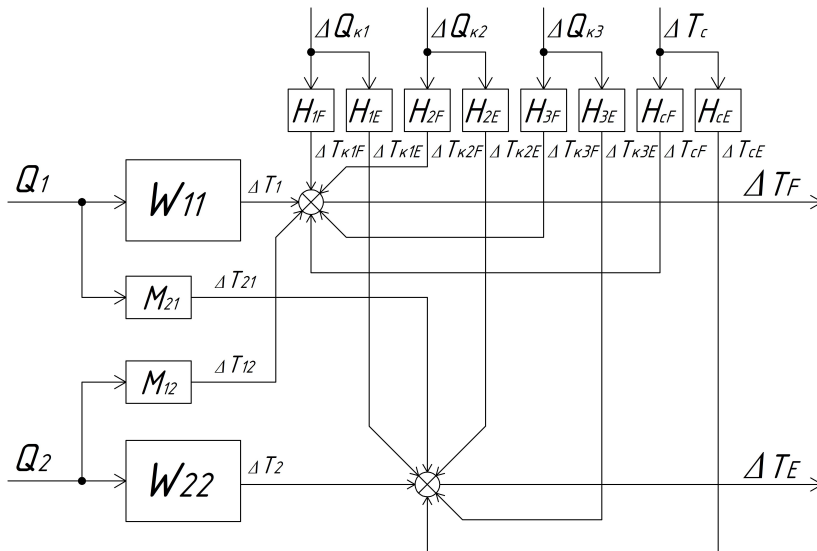 ΔQк1 ΔQк2 ΔQк3 ΔTc
H1F H1E H2F H2E H3F H3E HcF HcE
ΔTк1F ΔTк1E ΔTк2F ΔTк2E ΔTк3F ΔTк3E ΔTcF ΔTcE
Q1 W11 ΔT1 ΔTF
M21 ΔT21
M12 ΔT12
Q2 W22 ΔT2 ΔTE